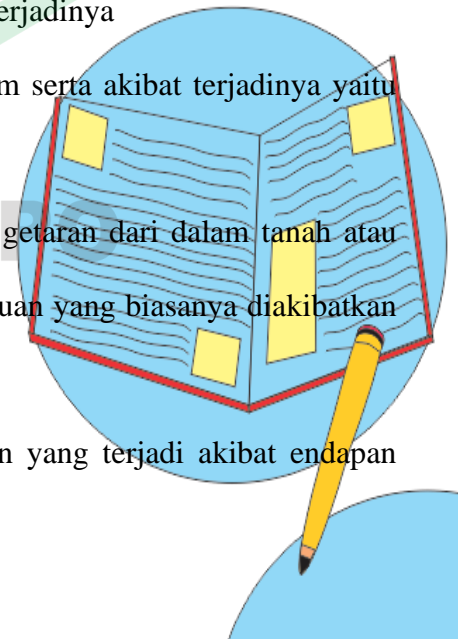 erjadinya
m serta akibat terjadinya yaitu
getaran dari dalam tanah atau
uan yang biasanya diakibatkan
n yang terjadi akibat endapan